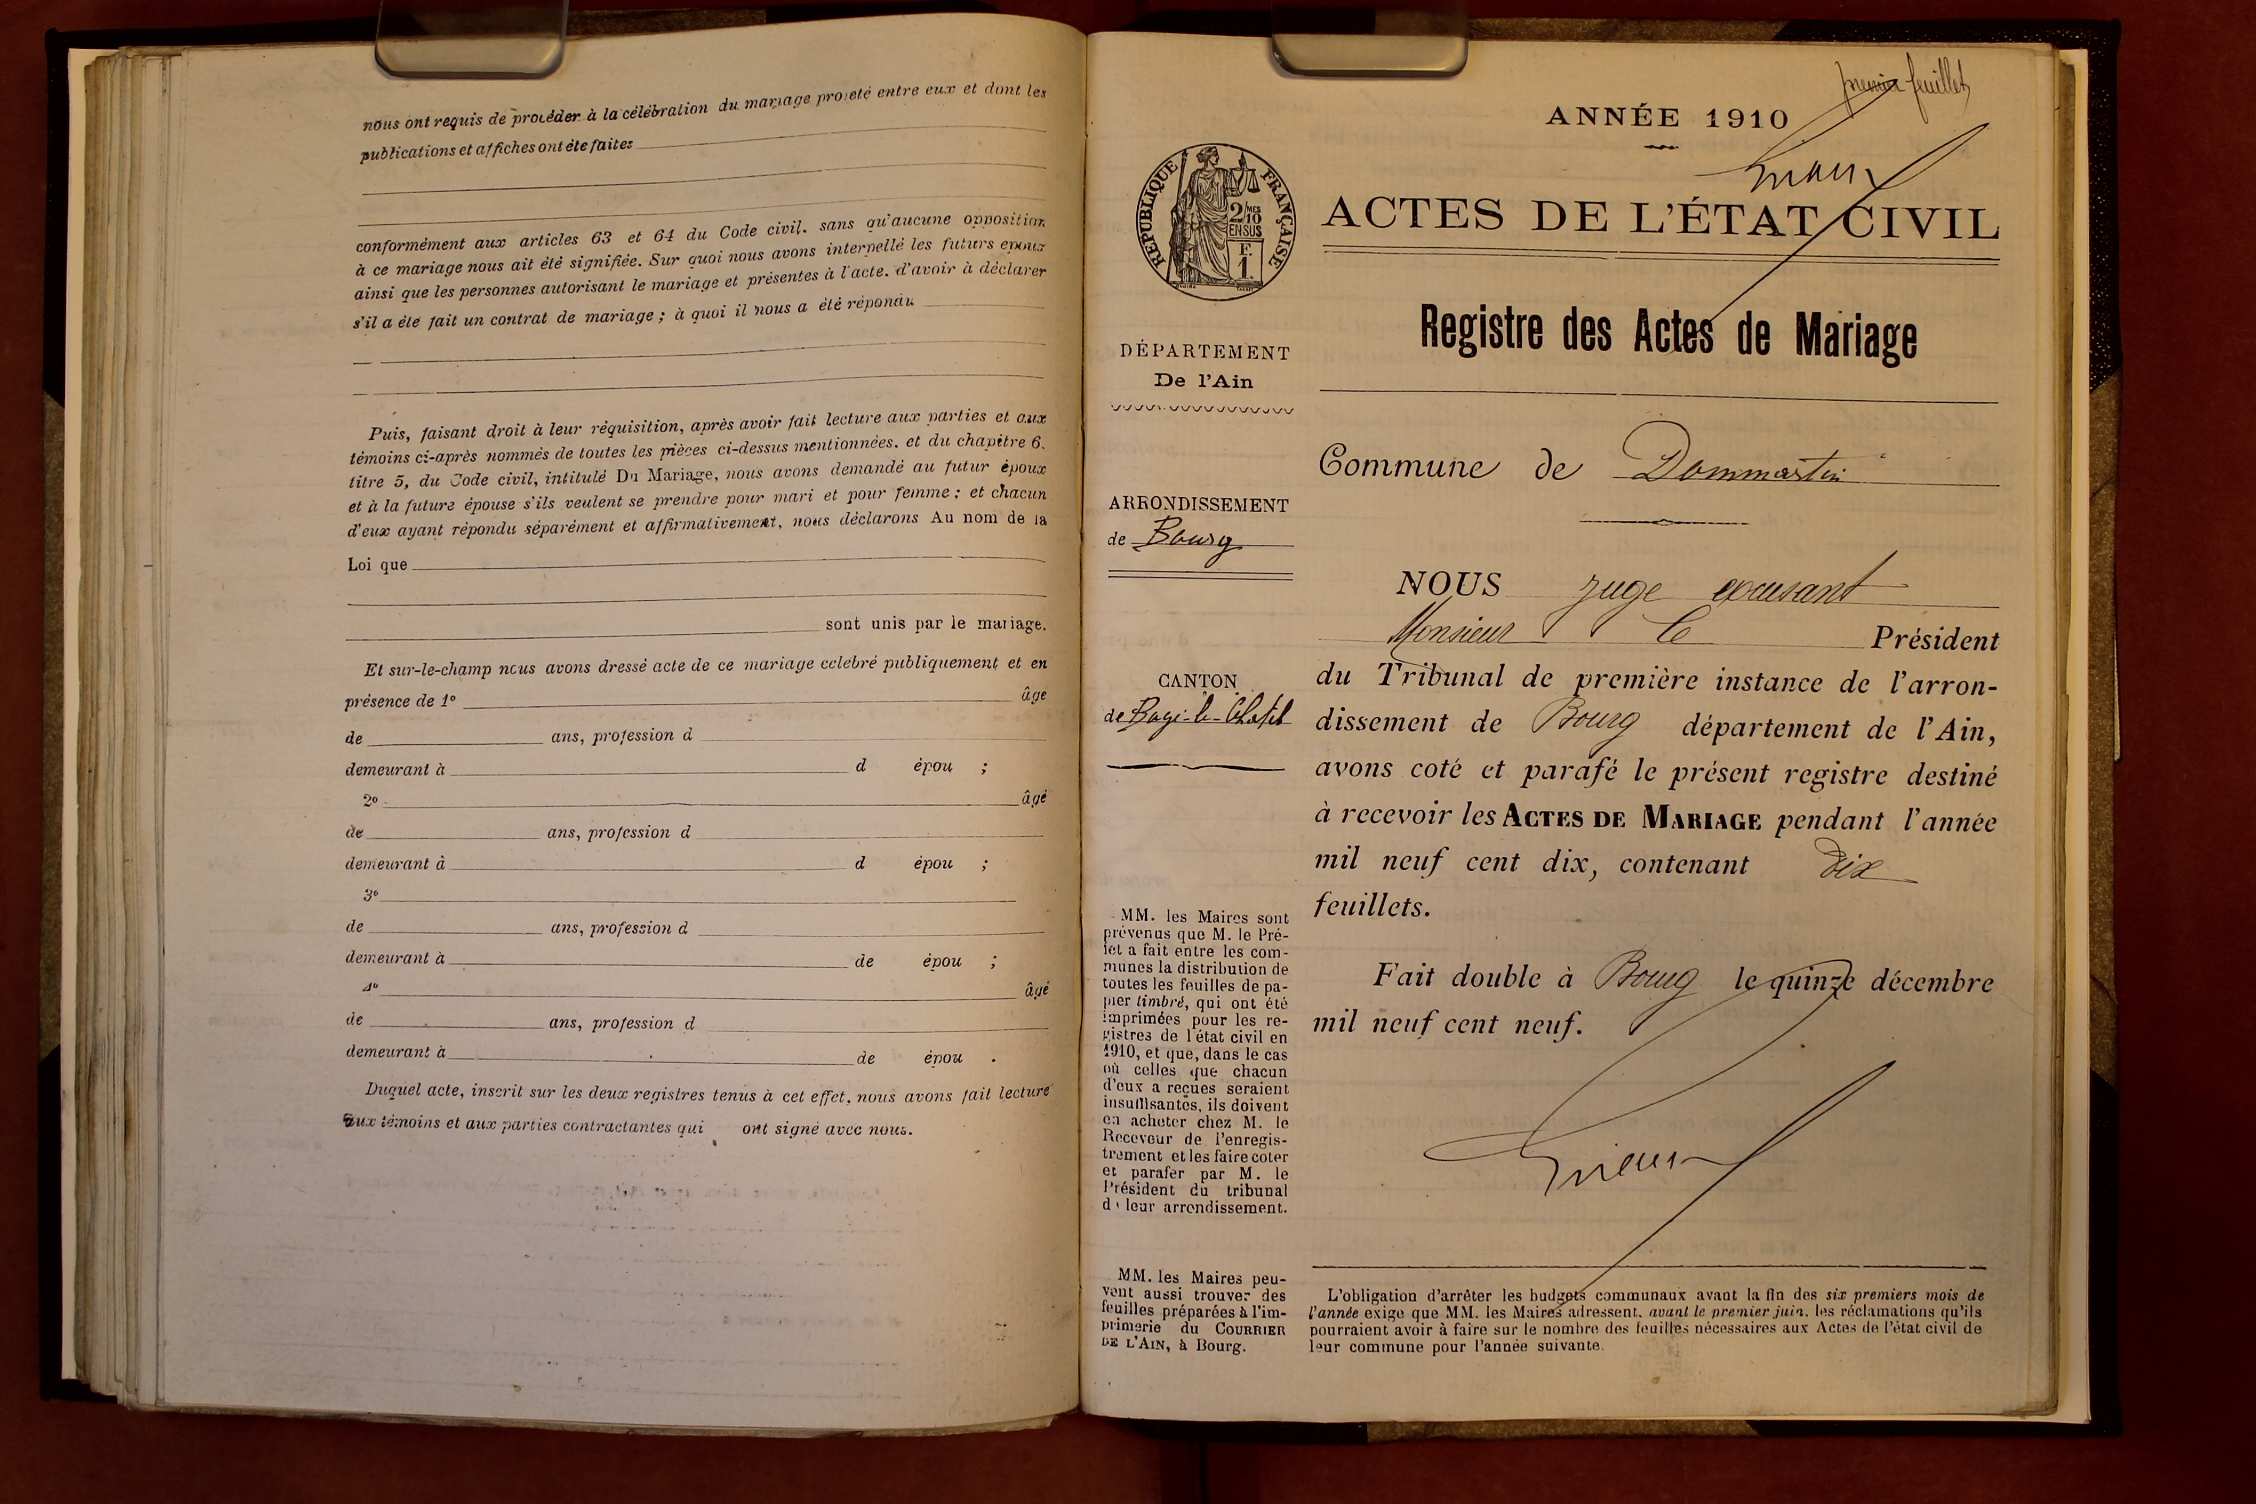 nous ont requis de procéder à la célébration du mariage projeté entre eux et dont les
publications et affiches ont été faites
conformément aux articles 63 et 64 du Code civil, sans qu'aucune opposition
à ce mariage nous ait été signifiée. Sur quoi nous avons interpellé les futurs époux
ainsi que les personnes autorisant le mariage et présentes à l'acte, d'avoir à déclarer
s'il a été fait un contrat de mariage ; à quoi il nous a été répondu
Puis, faisant droit à leur réquisition, après avoir fait lecture aux parties et aux
témoins ci-après nommés de toutes les pièces ci-dessus mentionnées, et du chapitre 6,
titre 5, du Code civil, intitulé Du Mariage, nous avons demandé au futur époux
et à la future épouse s'ils veulent se prendre pour mari et pour femme ; et chacun
d'eux ayant répondu séparément et affirmativement, nous déclarons Au nom de la
Loi que
sont unis par le mariage.
Et sur-le-champ nous avons dressé acte de ce mariage célébré publiquement et en
présence de 1º âgé
de ans, profession d
demeurant à d épou ;
2º âgé
de ans, profession d
demeurant à d épou ;
3º
de ans, profession d
demeurant à de épou ;
4º âgé
de ans, profession d
demeurant à de épou .
Duquel acte, inscrit sur les deux registres tenus à cet effet, nous avons fait lecture
aux témoins et aux parties contractantes qui ont signé avec nous.
premier feuillet
ANNÉE 1910
RÉPUBLIQUE FRANÇAISE
2/10 MES
EN SUS
F.
1
ACTES DE L'ÉTAT CIVIL
Registre des Actes de Mariage
DÉPARTEMENT
De l'Ain
Commune de Dommartin
ARRONDISSEMENT
de Bourg
CANTON
de Bagé-le-Châtel
NOUS juge excusant
Monsieur le Président
du Tribunal de première instance de l'arron-
dissement de Bourg département de l'Ain,
avons coté et parafé le présent registre destiné
à recevoir les ACTES DE MARIAGE pendant l'année
mil neuf cent dix, contenant Dix
feuillets.
Fait double à Bourg le quinze décembre
mil neuf cent neuf.
MM. les Maires sont
prévenus que M. le Pré-
fet a fait entre les com-
munes la distribution de
toutes les feuilles de pa-
pier timbré, qui ont été
imprimées pour les re-
gistres de l'état civil en
1910, et que, dans le cas
où celles que chacun
d'eux a reçues seraient
insuffisantes, ils doivent
en acheter chez M. le
Receveur de l'enregis-
trement et les faire coter
et parafer par M. le
Président du tribunal
de leur arrondissement.
MM. les Maires peu-
vent aussi trouver des
feuilles préparées à l'im-
primerie du COURRIER
DE L'AIN, à Bourg.
L'obligation d'arrêter les budgets communaux avant la fin des six premiers mois de
l'année exige que MM. les Maires adressent, avant le premier juin, les réclamations qu'ils
pourraient avoir à faire sur le nombre des feuilles nécessaires aux Actes de l'état civil de
leur commune pour l'année suivante.